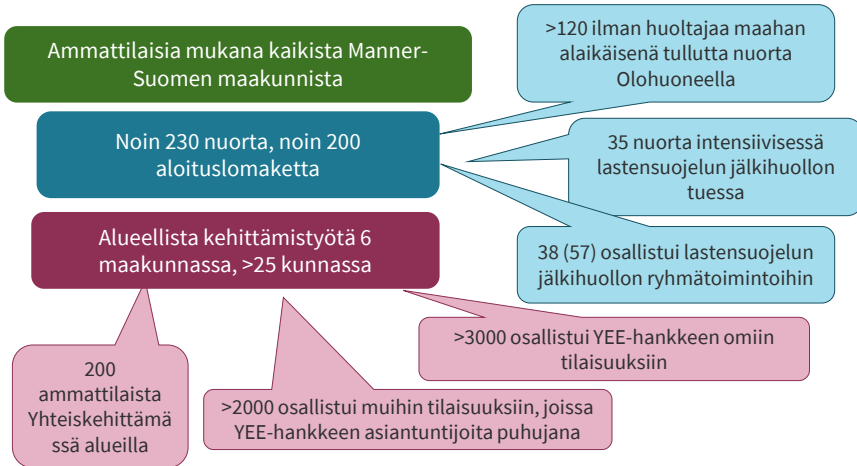 Ammattilaisia mukana kaikista Manner-
Suomen maakunnista
>120 ilman huoltajaa maahan
alaikäisenä tullutta nuorta
Olohuoneella
Noin 230 nuorta, noin 200
aloituslomaketta
35 nuorta intensiivisessä
lastensuojelun jälkihuollon
tuessa
Alueellista kehittämistyötä 6
maakunnassa, >25 kunnassa
38 (57) osallistui lastensuojelun
jälkihuollon ryhmätoimintoihin
>3000 osallistui YEE-hankkeen omiin
tilaisuuksiin
200
ammattilaista
Yhteiskehittämä
ssä alueilla
>2000 osallistui muihin tilaisuuksiin, joissa
YEE-hankkeen asiantuntijoita puhujana